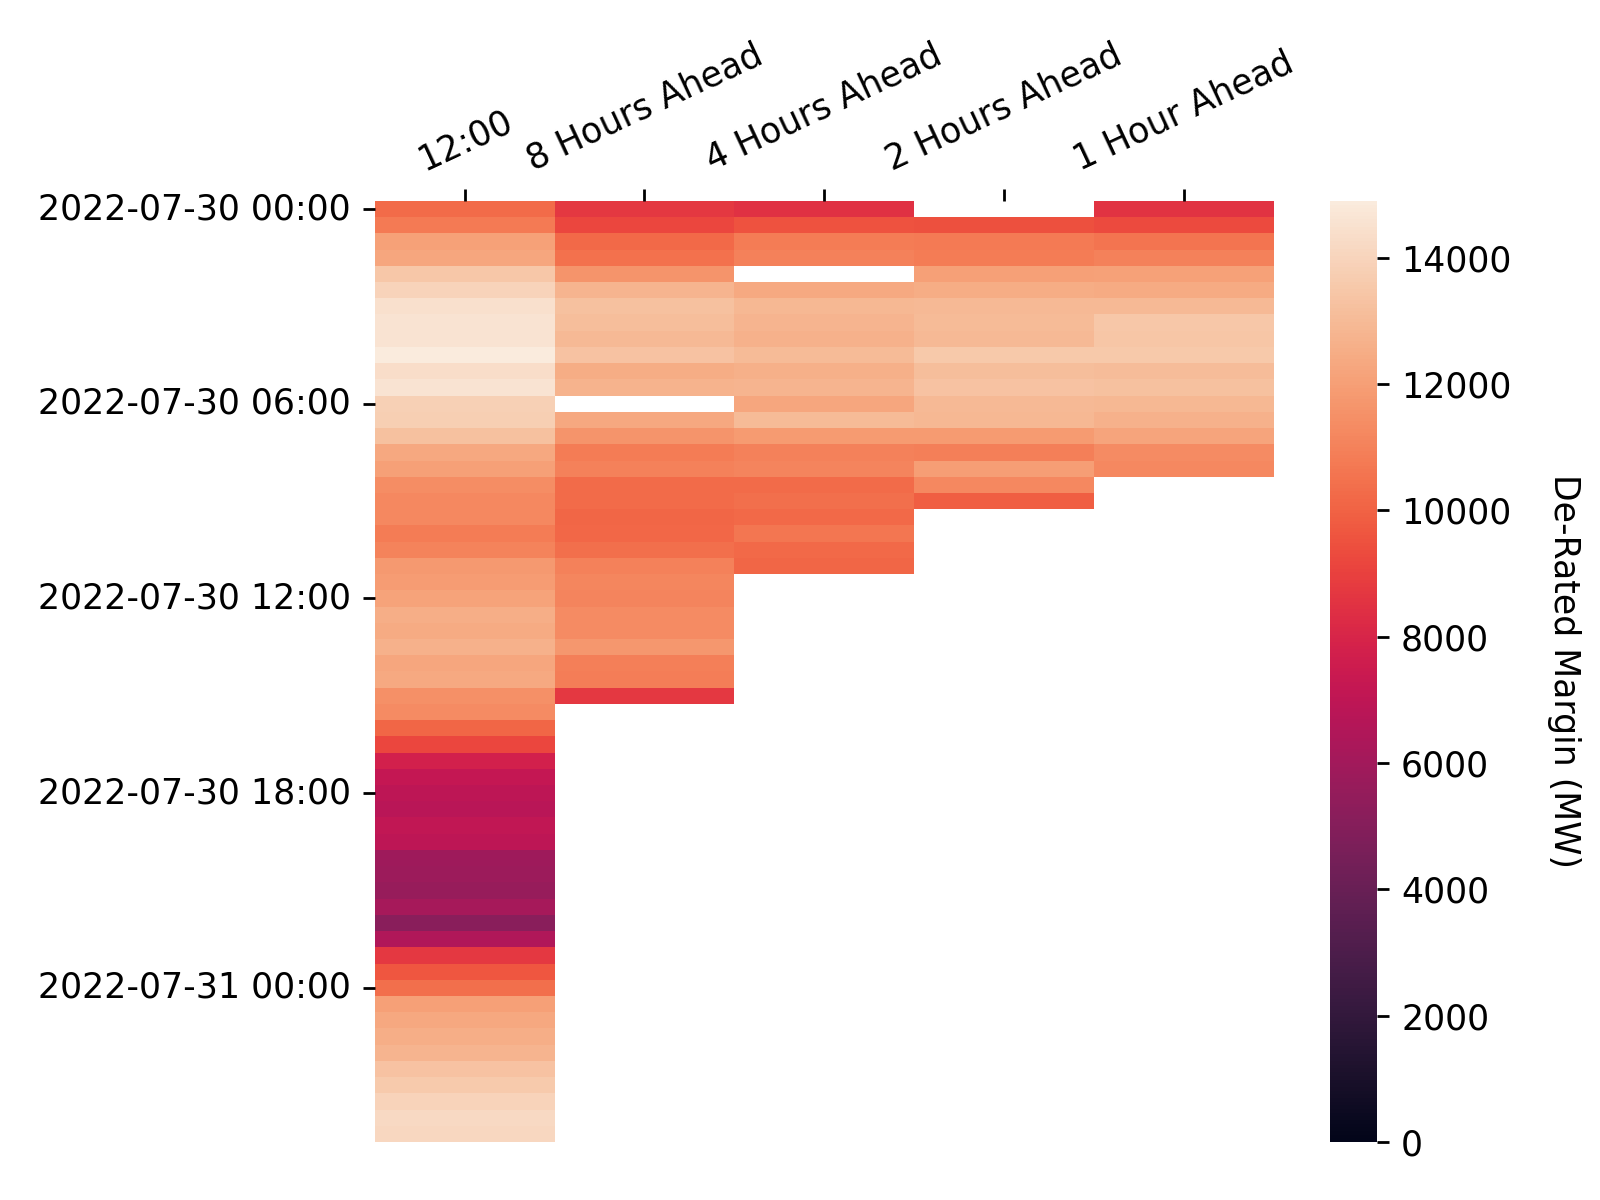 12:00
8 Hours Ahead
4 Hours Ahead
2 Hours Ahead
1 Hour Ahead
2022-07-30 00:00
2022-07-30 06:00
2022-07-30 12:00
2022-07-30 18:00
2022-07-31 00:00
14000
12000
10000
8000
6000
4000
2000
0
De-Rated Margin (MW)